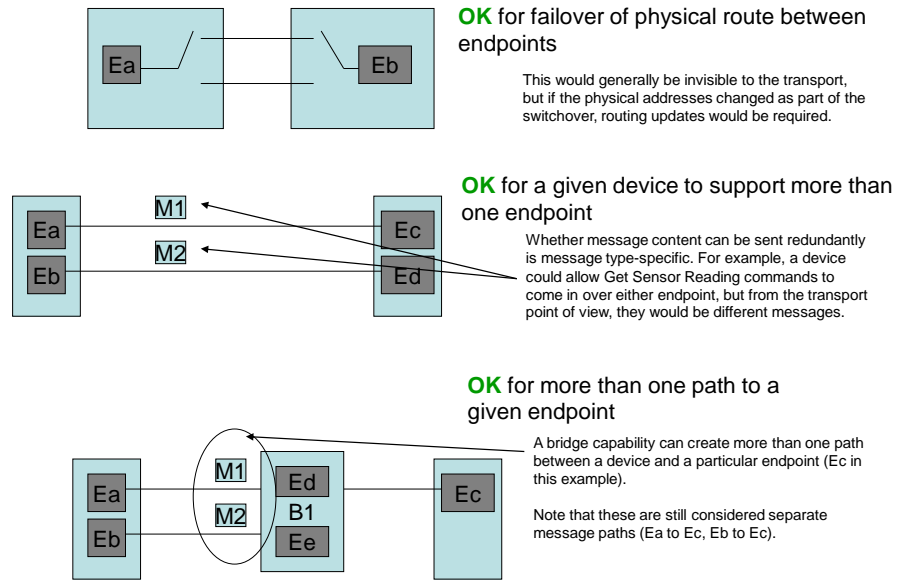 OK for failover of physical route between
endpoints
Ea
Eb
This would generally be invisible to the transport,
but if the physical addresses changed as part of the
switchover, routing updates would be required.
OK for a given device to support more than
one endpoint
M1
Ea
Ec
M2
Eb
Ed
Whether message content can be sent redundantly
is message type-specific. For example, a device
could allow Get Sensor Reading commands to
come in over either endpoint, but from the transport
point of view, they would be different messages.
OK for more than one path to a
given endpoint
M1
Ea
Ed
Ec
M2
B1
Eb
Ee
A bridge capability can create more than one path
between a device and a particular endpoint (Ec in
this example).
Note that these are still considered separate
message paths (Ea to Ec, Eb to Ec).